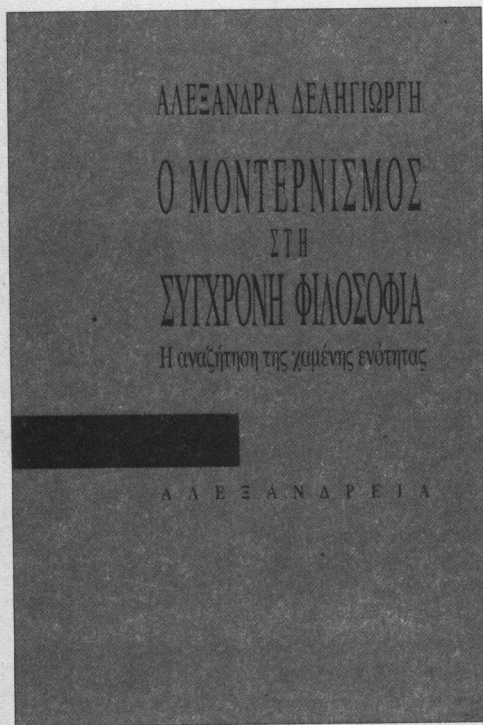 ΑΛΕΞΑΝΔΡΑ ΔΕΛΗΓΙΩΡΓΗ
Ο ΜΟΝΤΕΡΝΙΣΜΟΣ
ΣΤΗ
ΣΥΓΧΡΟΝΗ ΦΙΛΟΣΟΦΙΑ
Η αναζήτηση της χαμένης ενότητας
ΑΛΕΞΑΝΔΡΕΙΑ